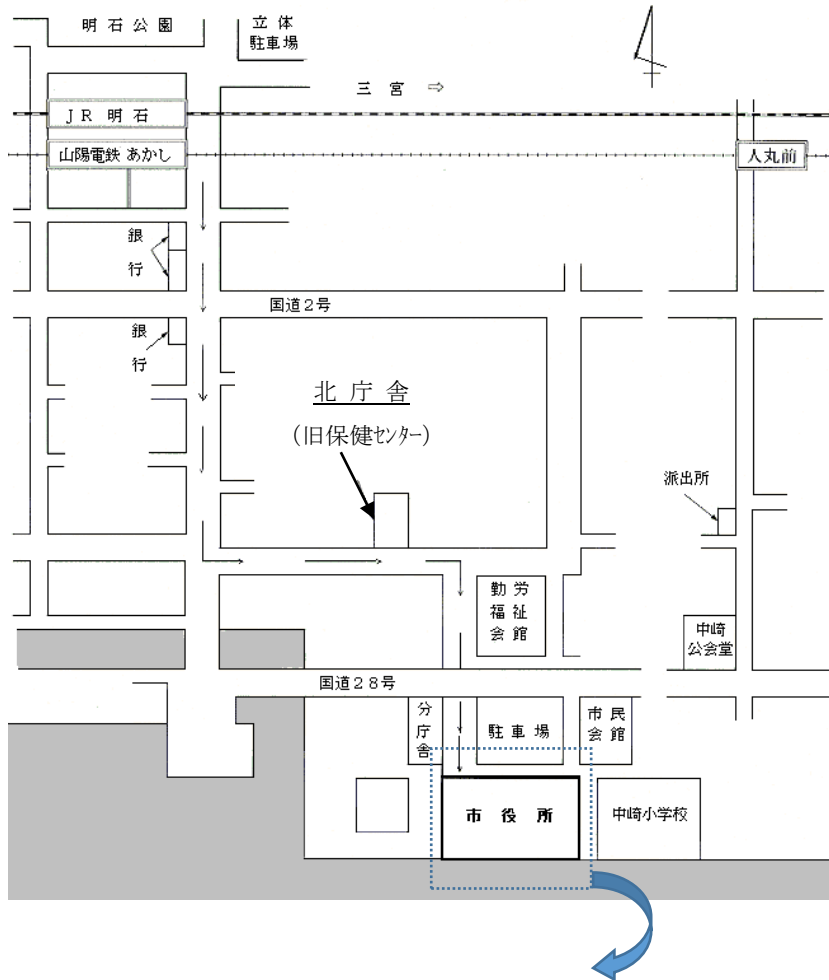 明石公園
立体
駐車場
三宮 ⇨
JR 明石
山陽電鉄 あかし
人丸前
銀
行
国道2号
銀
行
北庁舎
(旧保健センター)
派出所
勤労
福祉
会館
中崎
公会堂
国道28号
分
庁
舎
駐車場
市民
会館
市役所
中崎小学校